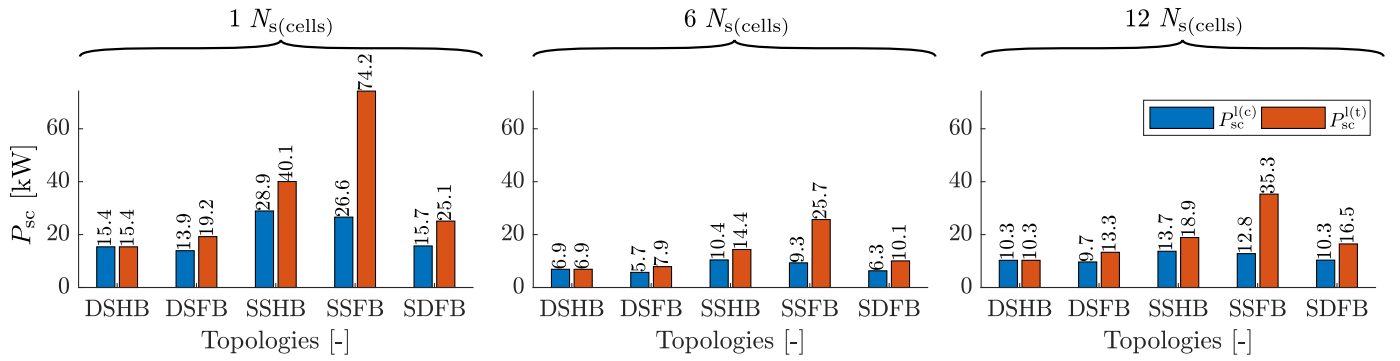 1 N_s(cells)
6 N_s(cells)
12 N_s(cells)
P_sc [kW]
60
40
20
0
15.4
15.4
13.9
19.2
28.9
40.1
26.6
74.2
15.7
25.1
DSHB
DSFB
SSHB
SSFB
SDFB
Topologies [-]
60
40
20
0
6.9
6.9
5.7
7.9
10.4
14.4
9.3
25.7
6.3
10.1
DSHB
DSFB
SSHB
SSFB
SDFB
Topologies [-]
60
40
20
0
P_sc^l(c)
P_sc^l(t)
10.3
10.3
9.7
13.3
13.7
18.9
12.8
35.3
10.3
16.5
DSHB
DSFB
SSHB
SSFB
SDFB
Topologies [-]